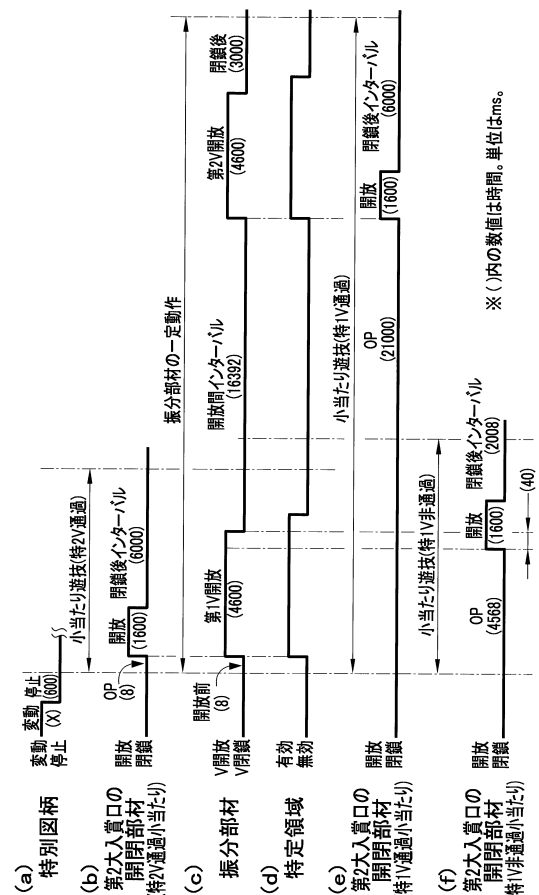 (a)
特別図柄
変動
停止
変動
(X)
停止
(600)
小当たり遊技(特2V通過)
(b)
第2大入賞口の
開閉部材
(特2V通過小当たり)
開放
閉鎖
OP
(8)
開放
(1600)
閉鎖後インターバル
(6000)
振分部材の一定動作
(c)
振分部材
V開放
V閉鎖
開放前
(8)
第1V開放
(4600)
開放間インターバル
(16392)
第2V開放
(4600)
閉鎖後
(3000)
(d)
特定領域
有効
無効
小当たり遊技(特1V通過)
(e)
第2大入賞口の
開閉部材
特1V通過小当たり)
開放
閉鎖
OP
(21000)
開放
(1600)
閉鎖後インターバル
(6000)
小当たり遊技(特1V非通過)
(f)
第2大入賞口の
開閉部材
特1V非通過小当たり)
開放
閉鎖
OP
(4568)
開放
(1600)
閉鎖後インターバル
(2008)
(40)
※( )内の数値は時間。単位はms。